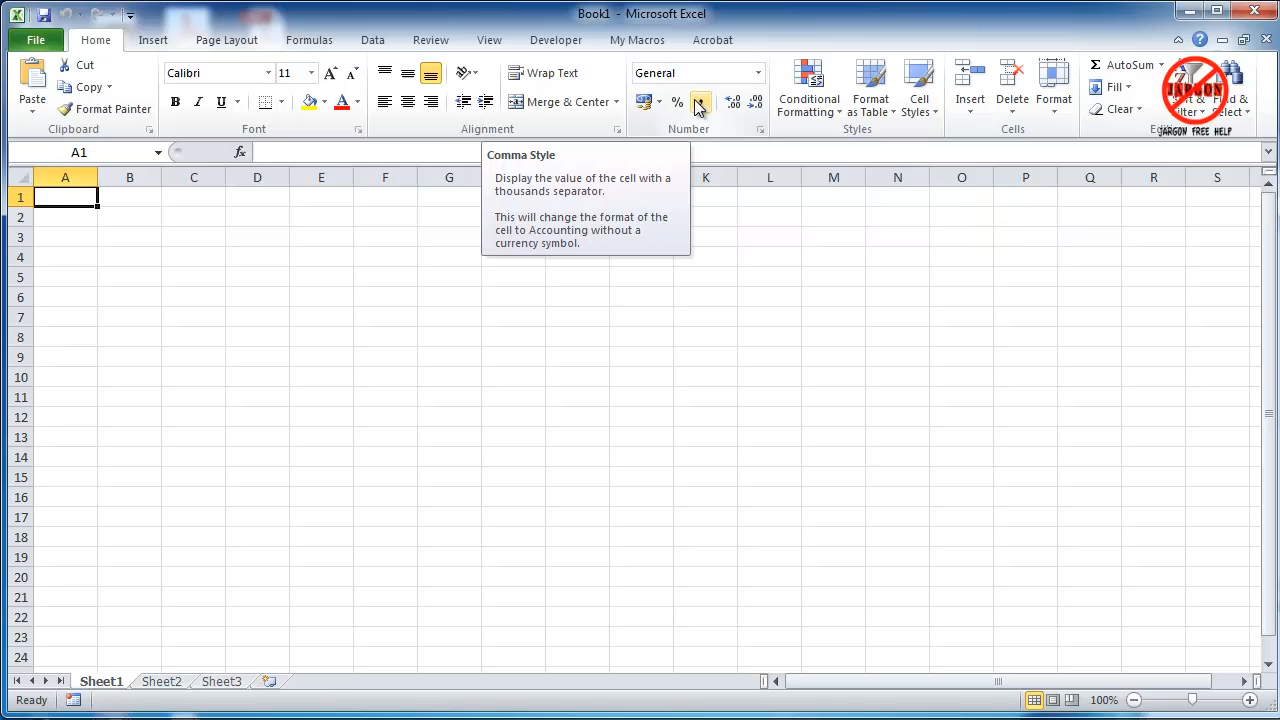 Book1 - Microsoft Excel
File Home Insert Page Layout Formulas Data Review View Developer My Macros Acrobat
Paste
Cut
Copy
Format Painter
Clipboard
Calibri 11
B I U
Font
Wrap Text
Merge & Center
Alignment
General
%
Number
Conditional Formatting
Format as Table
Cell Styles
Styles
Insert Delete Format
Cells
Σ AutoSum
Fill
Clear
Sort & Filter
Find & Select
JARGON
JARGON FREE HELP
A1 fx
Comma Style
Display the value of the cell with a
thousands separator.
This will change the format of the
cell to Accounting without a
currency symbol.
A B C D E F G K L M N O P Q R S
1
2
3
4
5
6
7
8
9
10
11
12
13
14
15
16
17
18
19
20
21
22
23
24
Sheet1 Sheet2 Sheet3
Ready 100%